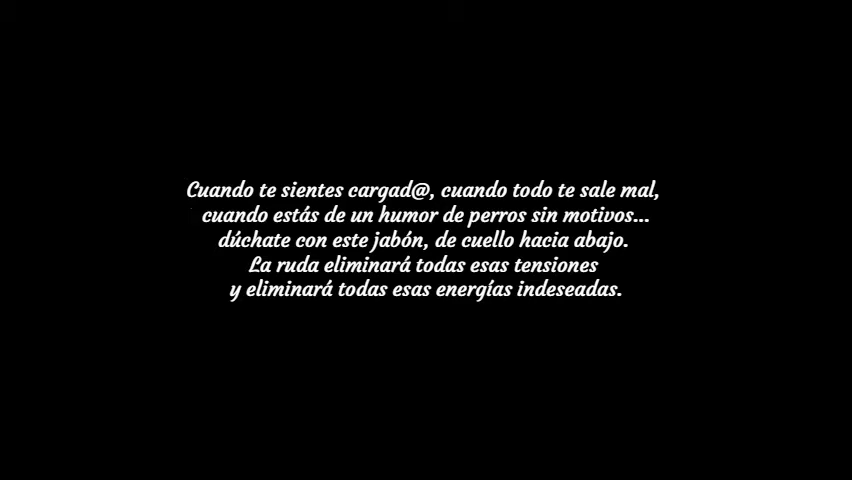 Cuando te sientes cargad@, cuando todo te sale mal,
cuando estás de un humor de perros sin motivos...
dúchate con este jabón, de cuello hacia abajo.
La ruda eliminará todas esas tensiones
y eliminará todas esas energías indeseadas.